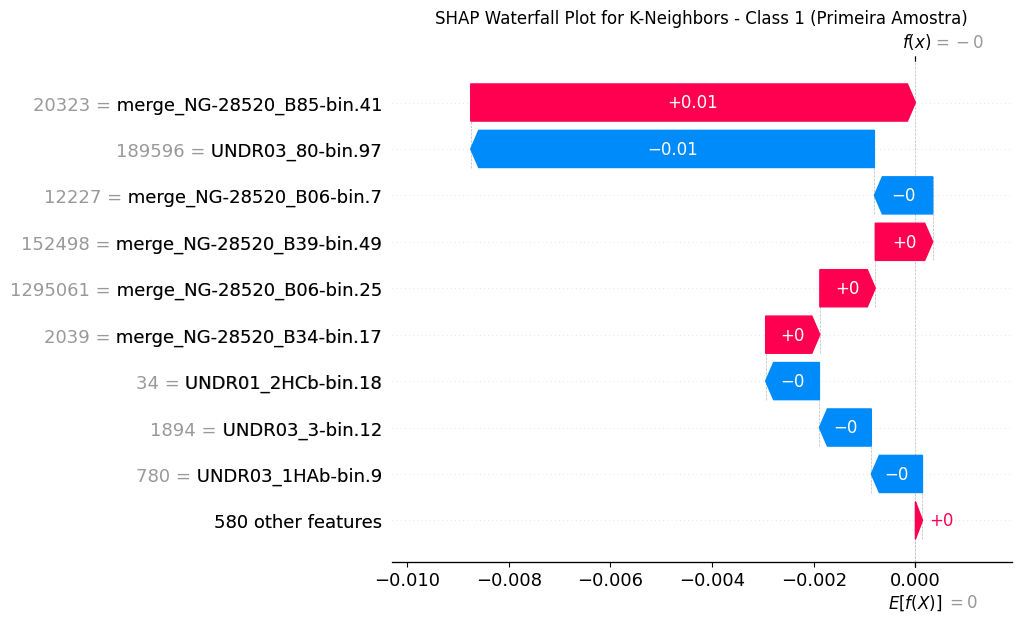 SHAP Waterfall Plot for K-Neighbors - Class 1 (Primeira Amostra)
f(x) = −0
20323 = merge_NG-28520_B85-bin.41 +0.01
189596 = UNDR03_80-bin.97 −0.01
12227 = merge_NG-28520_B06-bin.7 −0
152498 = merge_NG-28520_B39-bin.49 +0
1295061 = merge_NG-28520_B06-bin.25 +0
2039 = merge_NG-28520_B34-bin.17 +0
34 = UNDR01_2HCb-bin.18 −0
1894 = UNDR03_3-bin.12 −0
780 = UNDR03_1HAb-bin.9 −0
580 other features +0
−0.010 −0.008 −0.006 −0.004 −0.002 0.000
E[f(X)] = 0